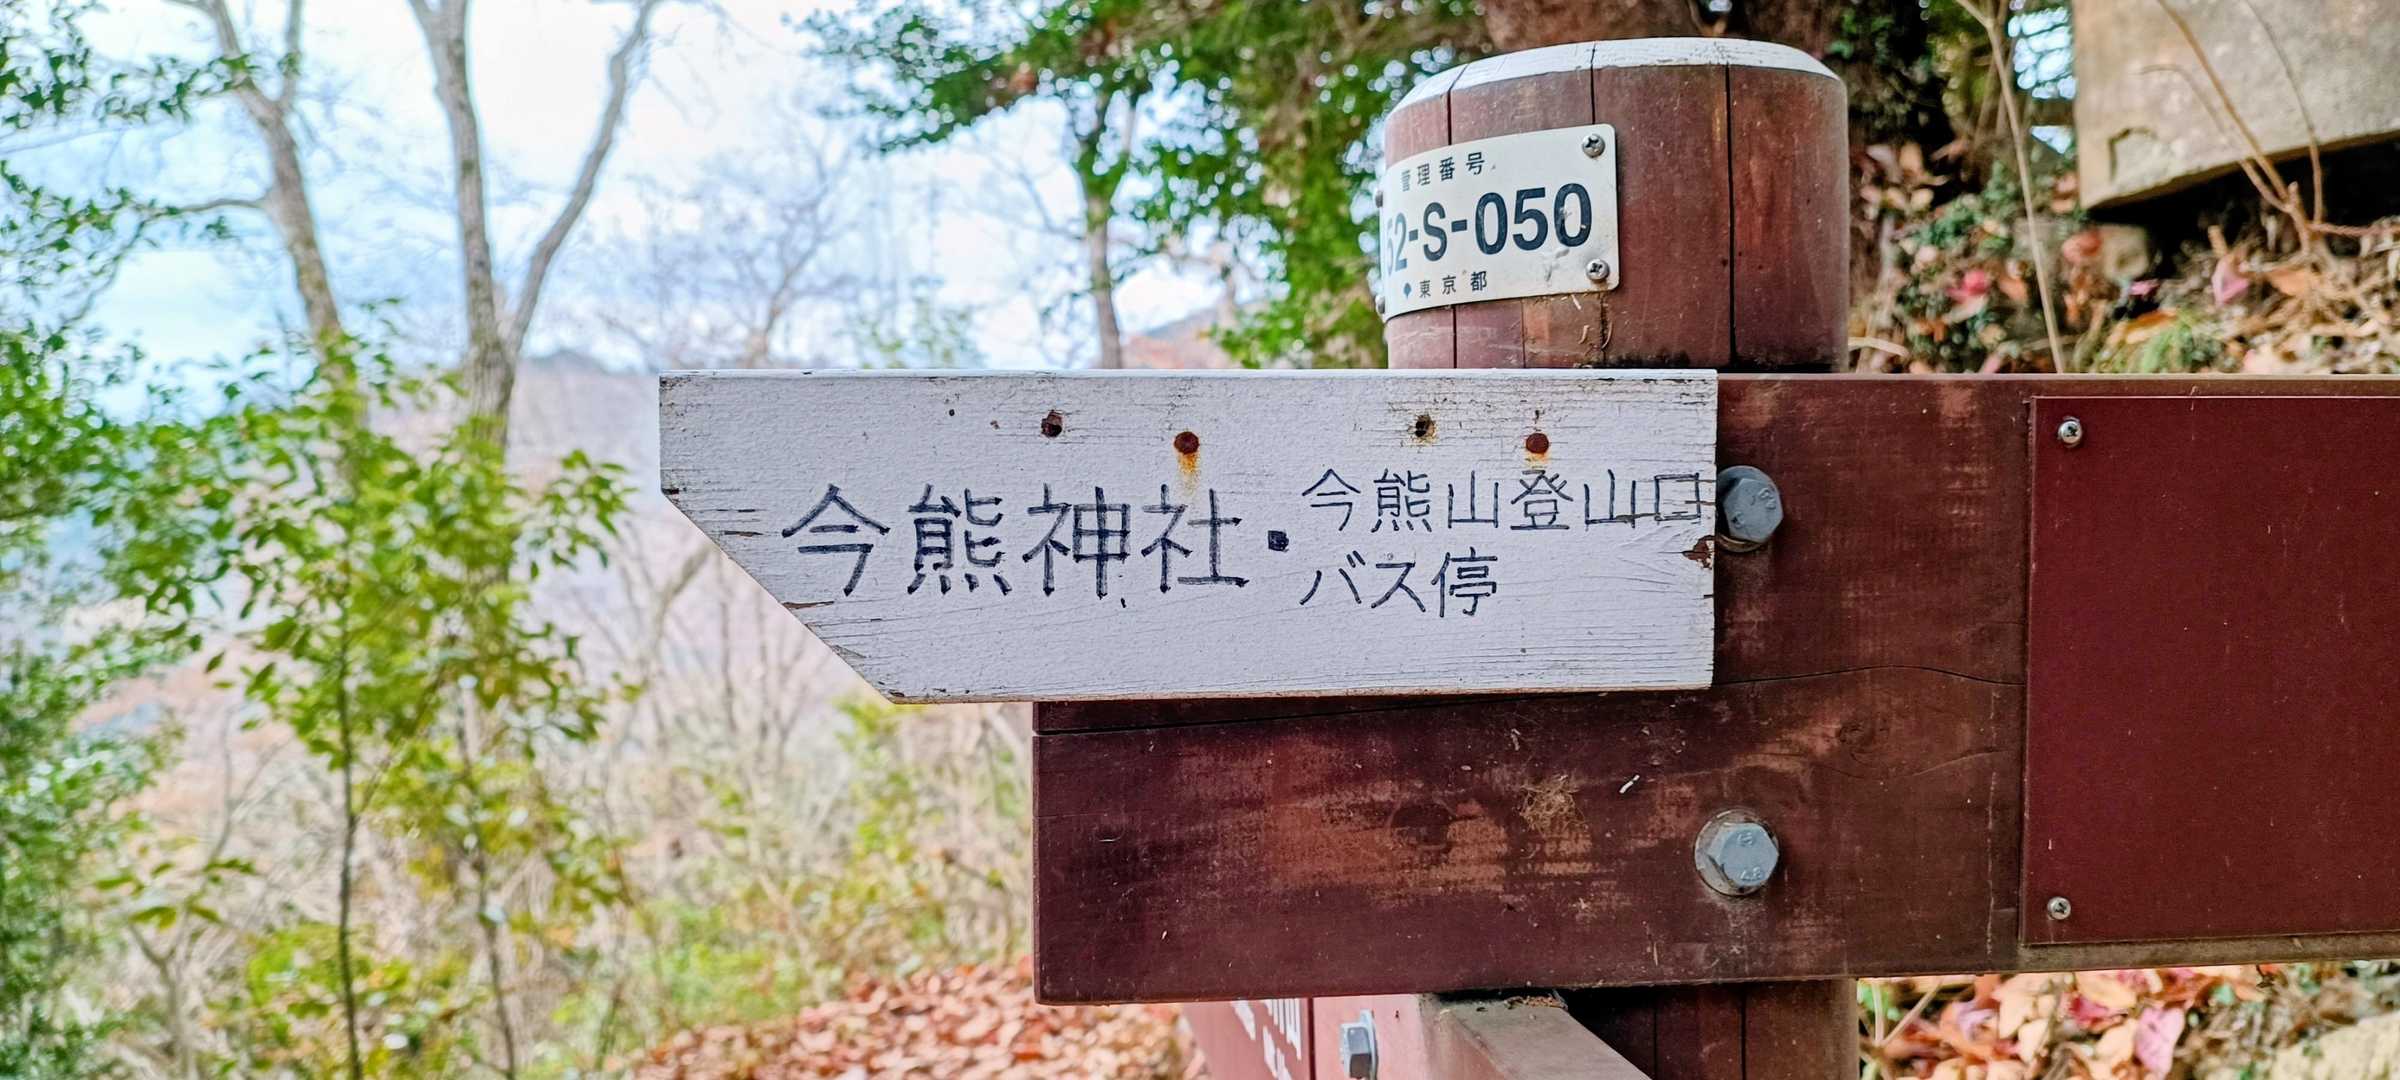 管理番号
52-S-050
東京都
今熊神社・今熊山登山口
バス停